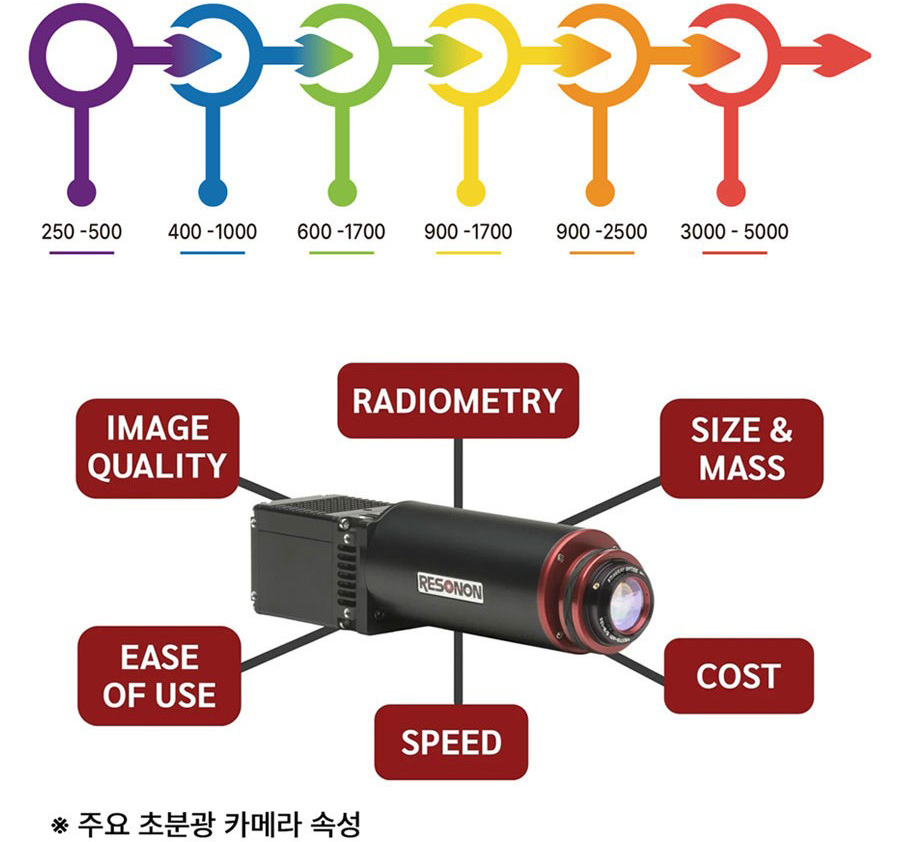 250 -500
400 -1000
600 -1700
900 -1700
900 -2500
3000 - 5000
RADIOMETRY
IMAGE
QUALITY
SIZE &
MASS
RESONON
EASE
OF USE
COST
SPEED
※ 주요 초분광 카메라 속성